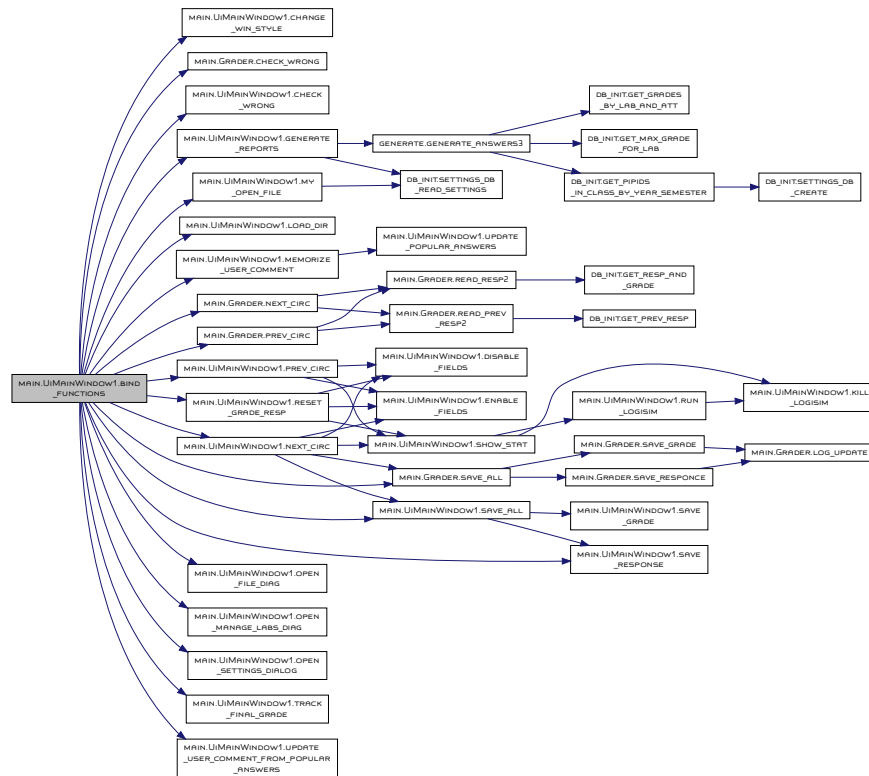 main.UiMainWindow1.change
_win_style
main.Grader.check_wrong
main.UiMainWindow1.check
_wrong
main.UiMainWindow1.generate
_reports
main.UiMainWindow1.my
_open_file
main.UiMainWindow1.load_dir
main.UiMainWindow1.memorize
_user_comment
main.Grader.next_circ
main.Grader.prev_circ
main.UiMainWindow1.bind
_functions
main.UiMainWindow1.prev_circ
main.UiMainWindow1.reset
_grade_resp
main.UiMainWindow1.next_circ
main.UiMainWindow1.open
_file_diag
main.UiMainWindow1.open
_manage_labs_diag
main.UiMainWindow1.open
_settings_dialog
main.UiMainWindow1.track
_final_grade
main.UiMainWindow1.update
_user_comment_from_popular
_answers
generate.generate_answers3
db_init.settings_db
_read_settings
main.UiMainWindow1.update
_popular_answers
main.Grader.read_resp2
main.Grader.read_prev
_resp2
main.UiMainWindow1.disable
_fields
main.UiMainWindow1.enable
_fields
main.UiMainWindow1.show_stat
main.Grader.save_all
main.UiMainWindow1.save_all
db_init.get_grades
_by_lab_and_att
db_init.get_max_grade
_for_lab
db_init.get_pipids
_in_class_by_year_semester
db_init.get_resp_and
_grade
db_init.get_prev_resp
main.UiMainWindow1.run
_logisim
main.Grader.save_grade
main.Grader.save_responce
main.UiMainWindow1.save
_grade
main.UiMainWindow1.save
_response
db_init.settings_db
_create
main.UiMainWindow1.kill
_logisim
main.Grader.log_update